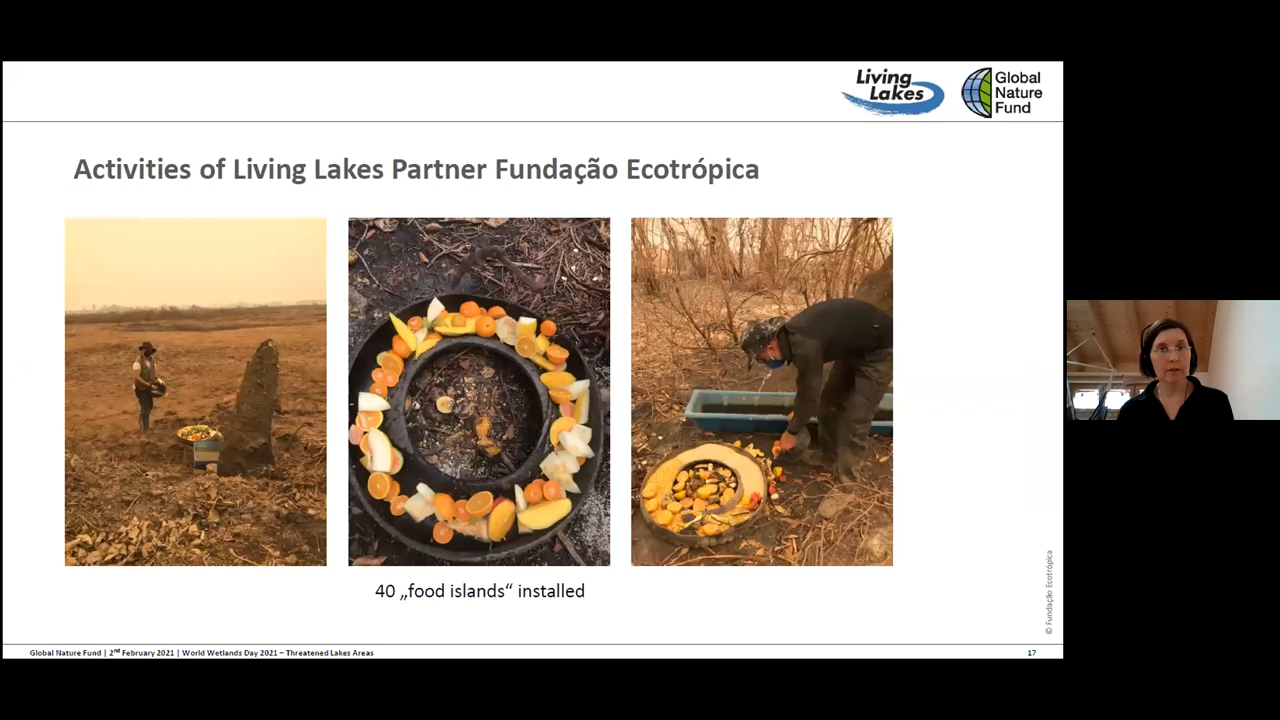 Living
Lakes
Global
Nature
Fund
Activities of Living Lakes Partner Fundação Ecotrópica
40 „food islands“ installed
© Fundação Ecotrópica
Global Nature Fund | 2nd February 2021 | World Wetlands Day 2021 – Threatened Lakes Areas
17